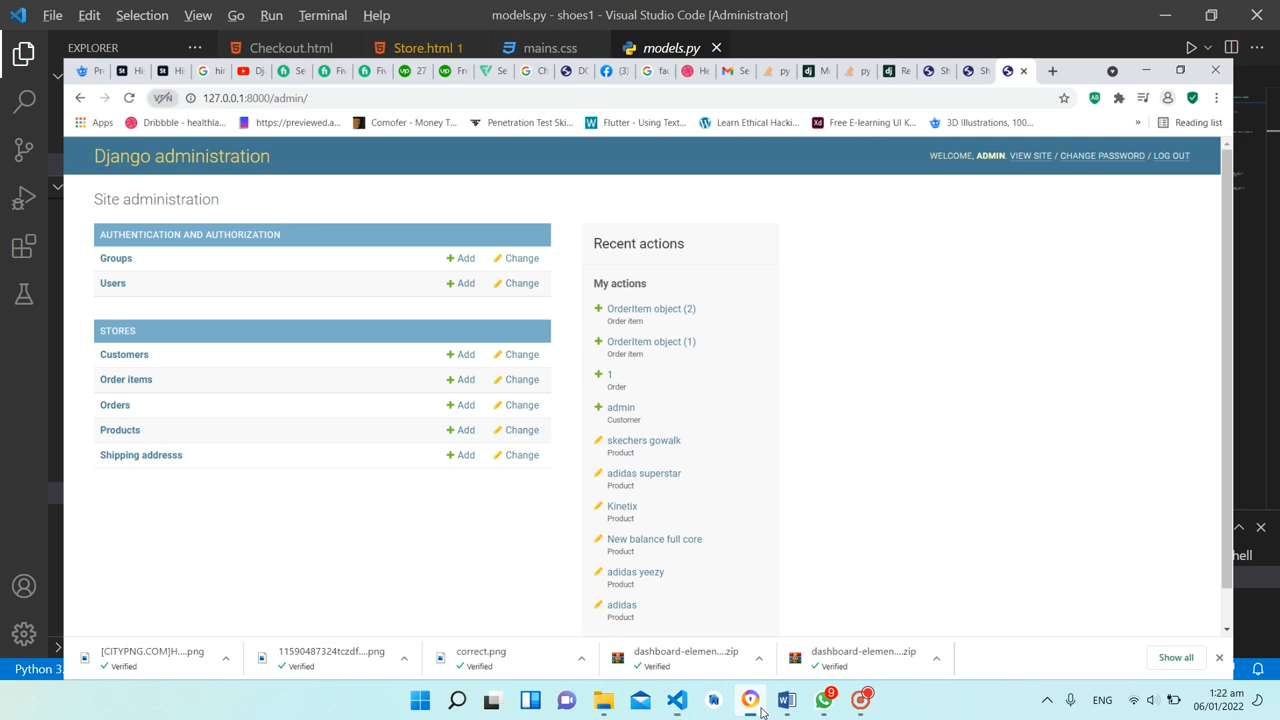 File Edit Selection View Go Run Terminal Help models.py - shoes1 - Visual Studio Code [Administrator]
EXPLORER ... Checkout.html Store.html 1 mains.css models.py
127.0.0.1:8000/admin/
Apps Dribbble - healthla... https://previewed.a... Comofer - Money T... Penetration Test Ski... Flutter - Using Text... Learn Ethical Hacki... Free E-learning UI K... 3D Illustrations, 100... » Reading list
Django administration
WELCOME, ADMIN. VIEW SITE / CHANGE PASSWORD / LOG OUT
Site administration
AUTHENTICATION AND AUTHORIZATION
Groups Add Change
Users Add Change
STORES
Customers Add Change
Order items Add Change
Orders Add Change
Products Add Change
Shipping addresss Add Change
Recent actions
My actions
OrderItem object (2)
Order item
OrderItem object (1)
Order item
1
Order
admin
Customer
skechers gowalk
Product
adidas superstar
Product
Kinetix
Product
New balance full core
Product
adidas yeezy
Product
adidas
Product
hell
[CITYPNG.COM]H....png
Verified
11590487324tczdf....png
Verified
correct.png
Verified
dashboard-elemen....zip
Verified
dashboard-elemen....zip
Verified
Show all
Python 3.
9
ENG
1:22 am
06/01/2022